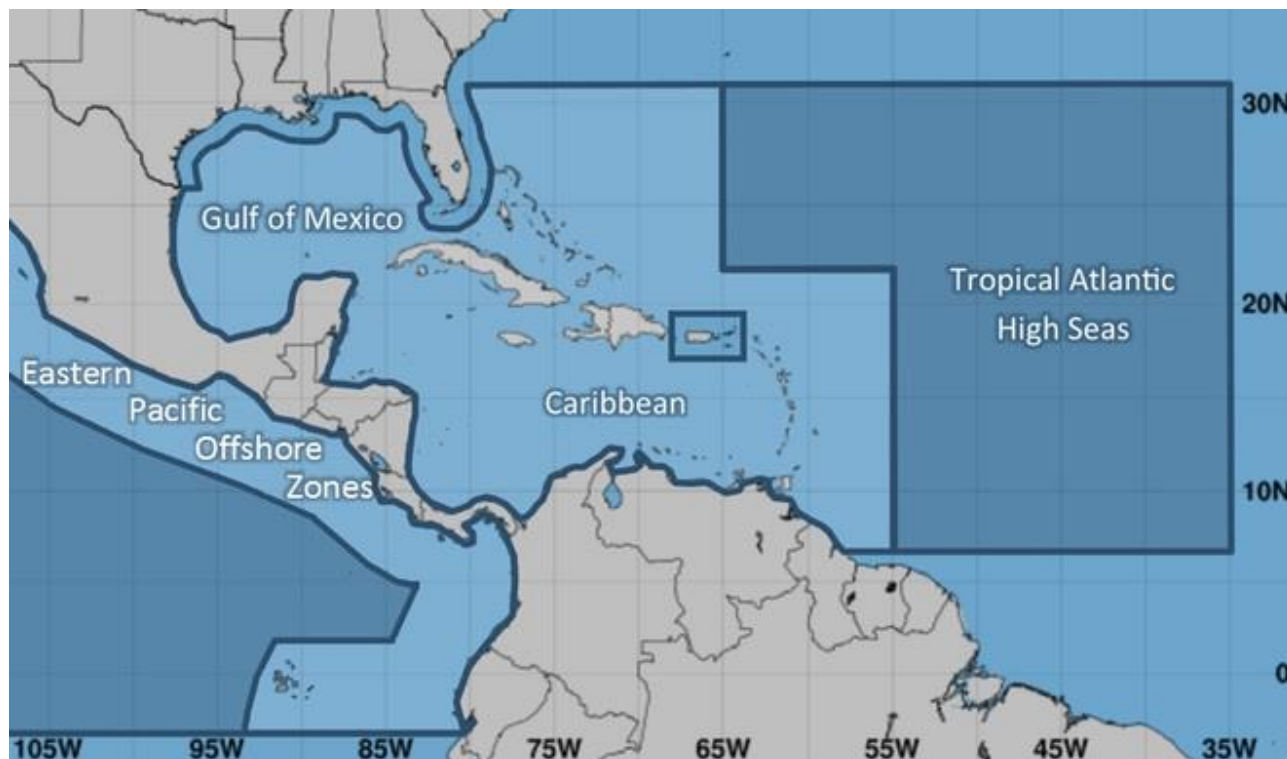 30N
Gulf of Mexico
Tropical Atlantic
High Seas
20N
Eastern
Pacific
Offshore
Zones
Caribbean
10N
0
105W 95W 85W 75W 65W 55W 45W 35W